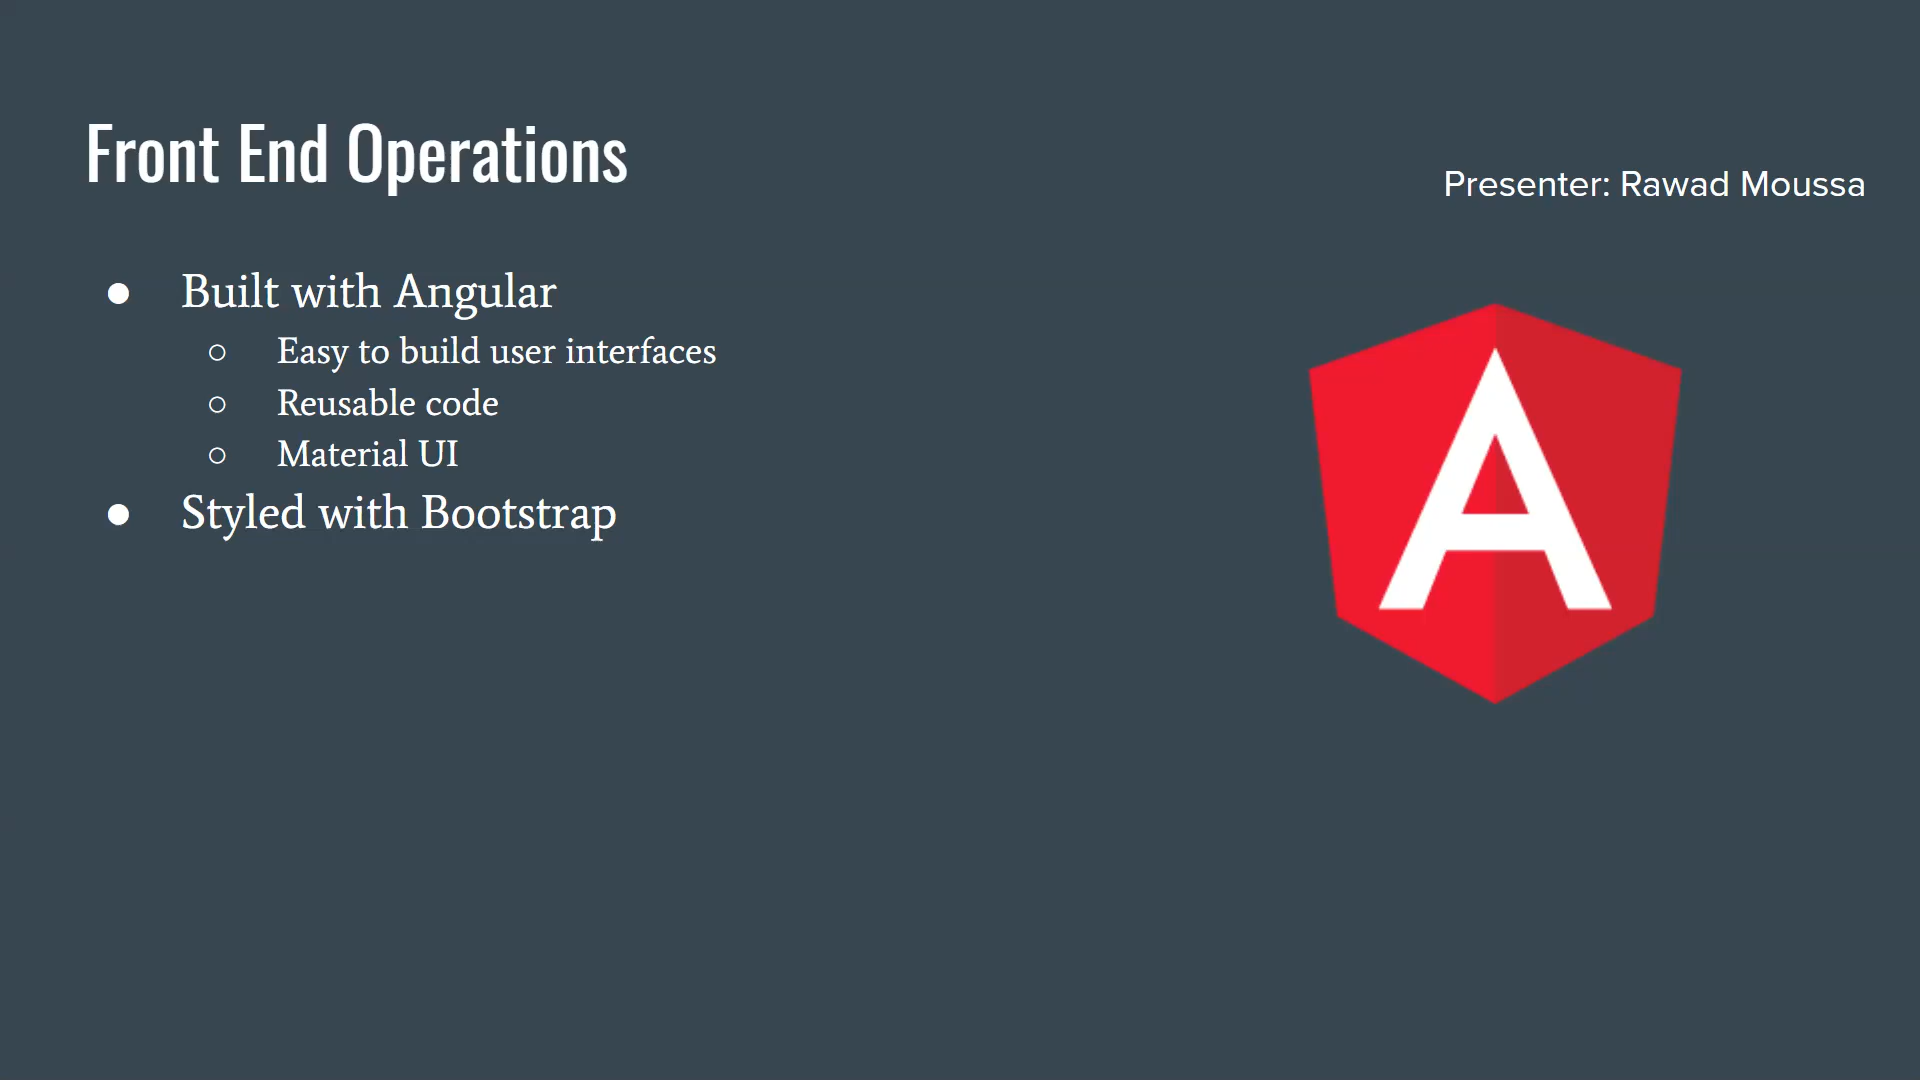 Front End Operations
Presenter: Rawad Moussa
● Built with Angular
○ Easy to build user interfaces
○ Reusable code
○ Material UI
● Styled with Bootstrap
A